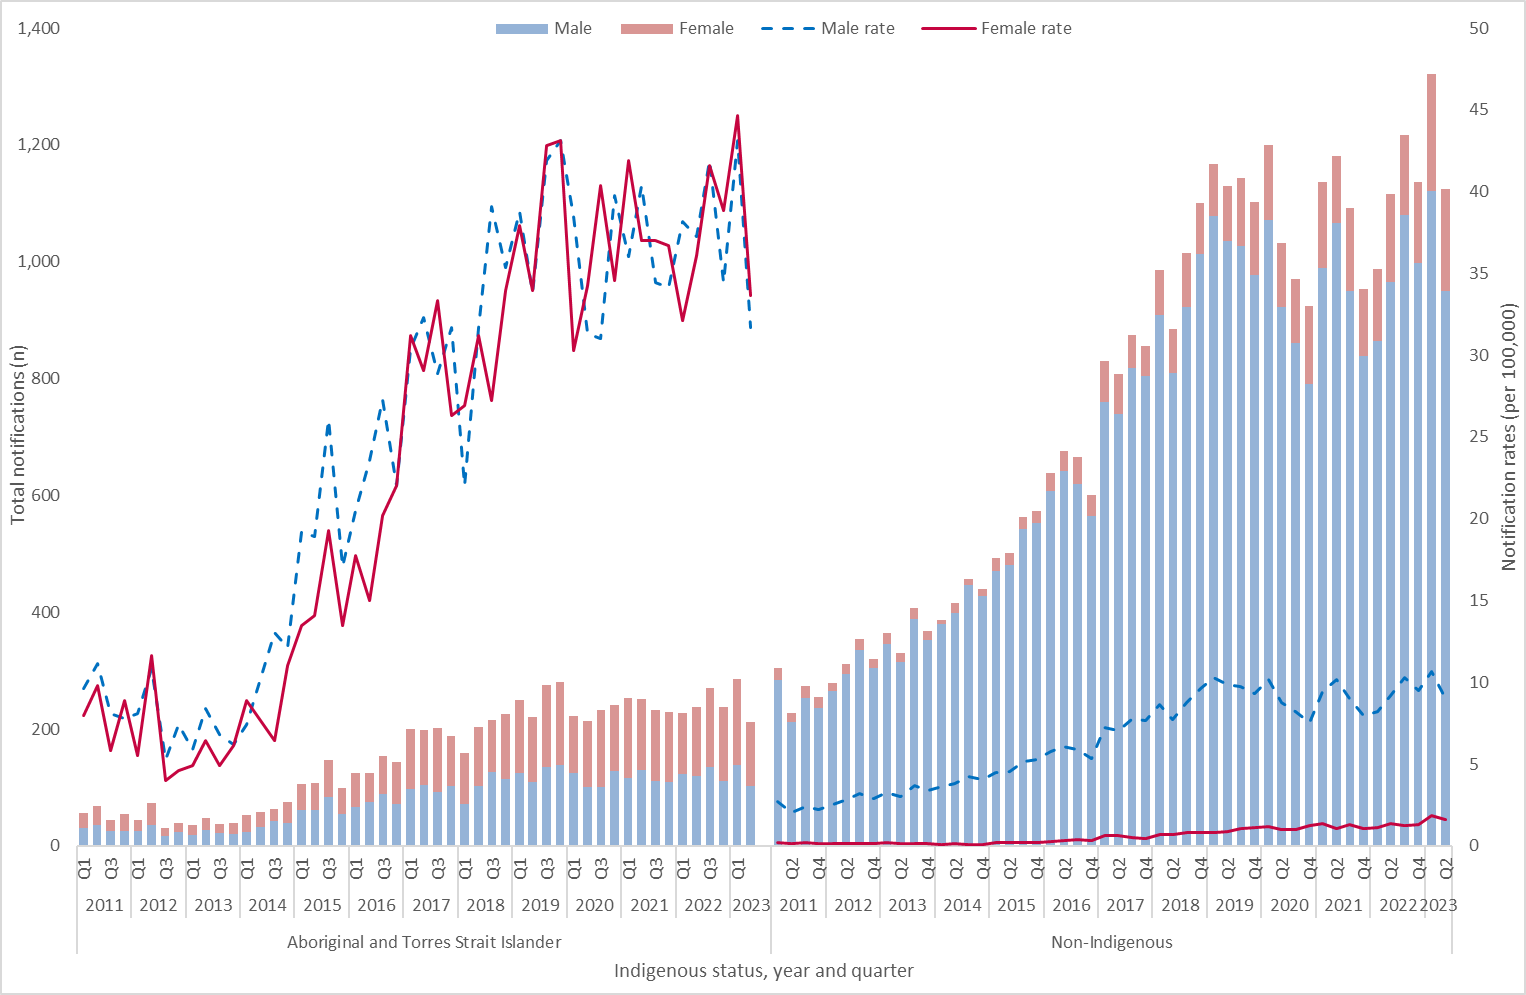 Male Female Male rate Female rate
Total notifications (n)
1,400
1,200
1,000
800
600
400
200
0
Notification rates (per 100,000)
50
45
40
35
30
25
20
15
10
5
0
Q1 Q3 Q1 Q3 Q1 Q3 Q1 Q3 Q1 Q3 Q1 Q3 Q1 Q3 Q1 Q3 Q1 Q3 Q1 Q3 Q1 Q3 Q1 Q3 Q1 Q2 Q4 Q2 Q4 Q2 Q4 Q2 Q4 Q2 Q4 Q2 Q4 Q2 Q4 Q2 Q4 Q2 Q4 Q2 Q4 Q2 Q4 Q2 Q4 Q2
2011 2012 2013 2014 2015 2016 2017 2018 2019 2020 2021 2022 2023 2011 2012 2013 2014 2015 2016 2017 2018 2019 2020 2021 2022 2023
Aboriginal and Torres Strait Islander Non-Indigenous
Indigenous status, year and quarter